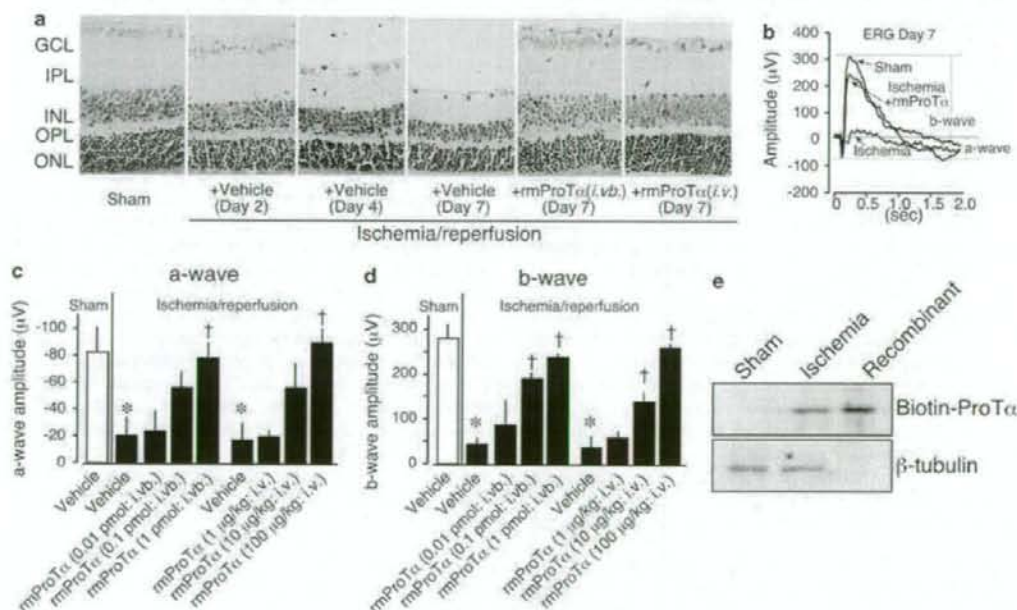 a
GCL
IPL
INL
OPL
ONL
Sham
+Vehicle (Day 2)
+Vehicle (Day 4)
+Vehicle (Day 7)
+rmProTα(i.vb.) (Day 7)
+rmProTα(i.v.) (Day 7)
Ischemia/reperfusion
b
ERG Day 7
Amplitude (μV)
400
300
200
100
0
-100
-200
Sham
Ischemia
+rmProTα
b-wave
a-wave
Ischemia
0 0.5 1.0 1.5 2.0
(sec)
c
a-wave
Sham
Ischemia/reperfusion
a-wave amplitude (μV)
-100
-80
-60
-40
-20
0
*
†
*
†
Vehicle
Vehicle
rmProTα (0.01 pmol: i.vb.)
rmProTα (0.1 pmol: i.vb.)
rmProTα (1 pmol: i.vb.)
Vehicle
rmProTα (1 μg/kg: i.v.)
rmProTα (10 μg/kg: i.v.)
rmProTα (100 μg/kg: i.v.)
d
b-wave
Sham
Ischemia/reperfusion
b-wave amplitude (μV)
300
200
100
0
*
†
†
*
†
†
Vehicle
Vehicle
rmProTα (0.01 pmol: i.vb.)
rmProTα (0.1 pmol: i.vb.)
rmProTα (1 pmol: i.vb.)
Vehicle
rmProTα (1 μg/kg: i.v.)
rmProTα (10 μg/kg: i.v.)
rmProTα (100 μg/kg: i.v.)
e
Sham
Ischemia
Recombinant
Biotin-ProTα
β-tubulin